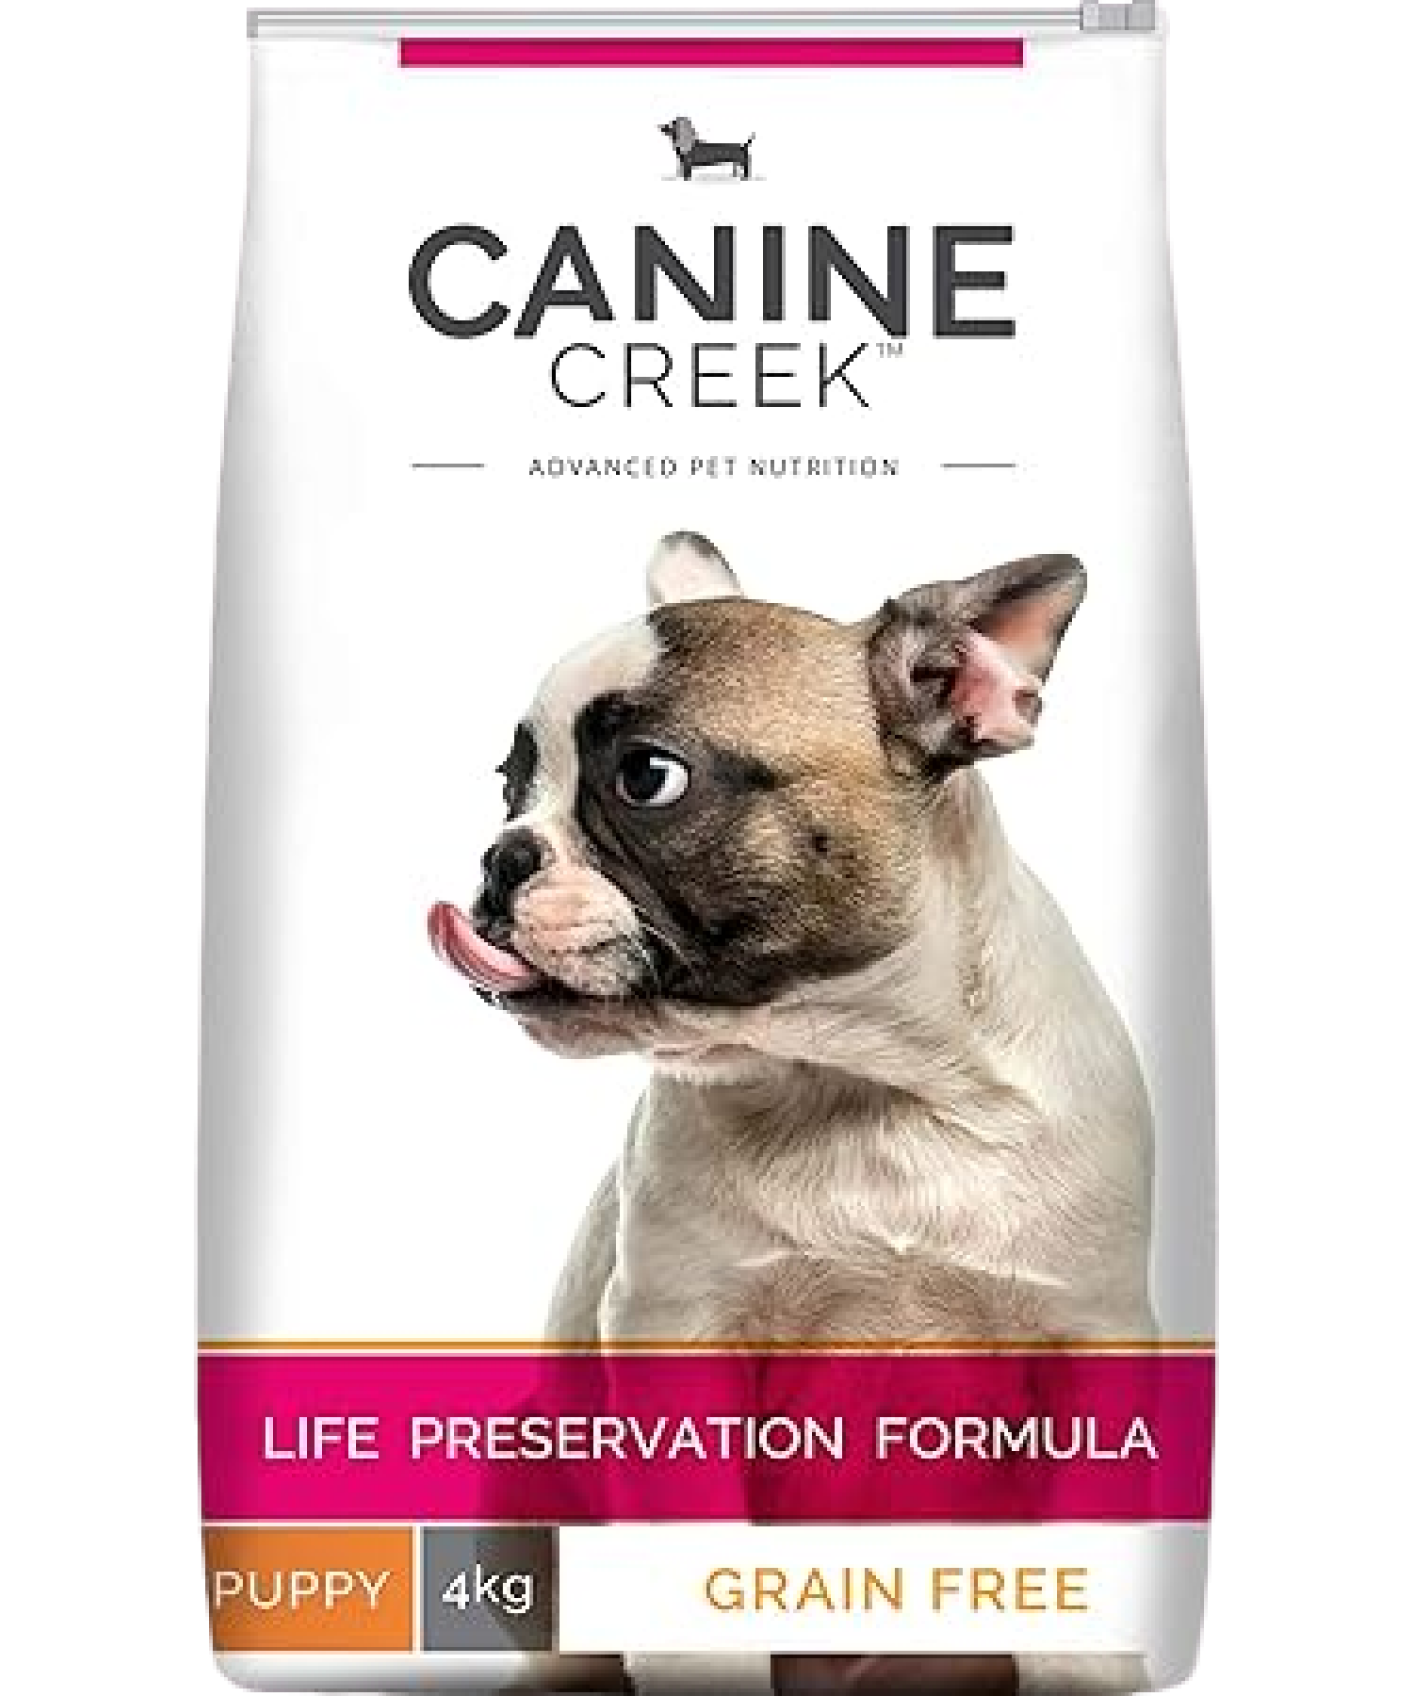 CANINE
CREEK™
ADVANCED PET NUTRITION
LIFE PRESERVATION FORMULA
PUPPY
4kg
GRAIN FREE